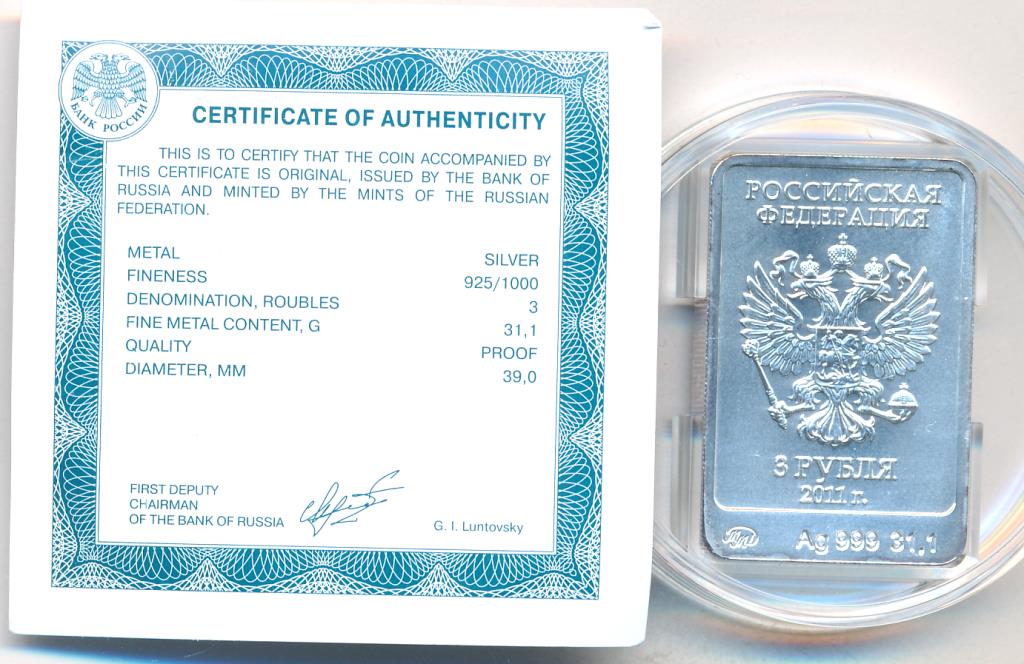 БАНК РОССИИ
CERTIFICATE OF AUTHENTICITY
THIS IS TO CERTIFY THAT THE COIN ACCOMPANIED BY
THIS CERTIFICATE IS ORIGINAL, ISSUED BY THE BANK OF
RUSSIA AND MINTED BY THE MINTS OF THE RUSSIAN
FEDERATION.
METAL SILVER
FINENESS 925/1000
DENOMINATION, ROUBLES 3
FINE METAL CONTENT, G 31,1
QUALITY PROOF
DIAMETER, MM 39,0
FIRST DEPUTY
CHAIRMAN
OF THE BANK OF RUSSIA
G. I. Luntovsky
РОССИЙСКАЯ
ФЕДЕРАЦИЯ
3 РУБЛЯ
2011 г.
Ag 999 31,1